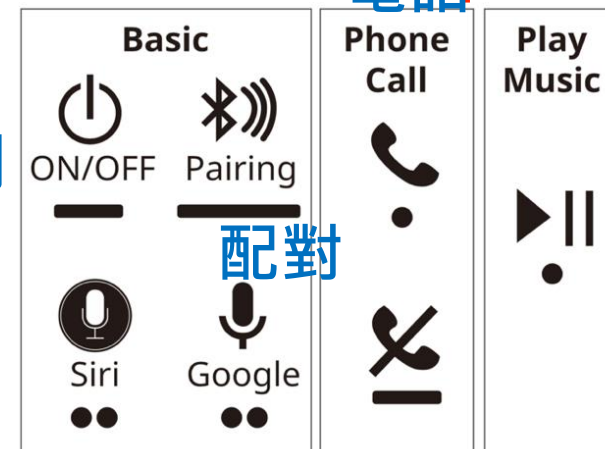 Basic
ON/OFF Pairing
配對
Siri Google
Phone
Call
Play
Music